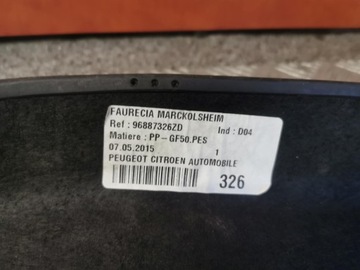 FAURECIA MARCKOLSHEIM
Ref : 96887326ZD Ind : D04
Matiere : PP-GF50.PES
07.05.2015 1
PEUGEOT CITROEN AUTOMOBILE
326